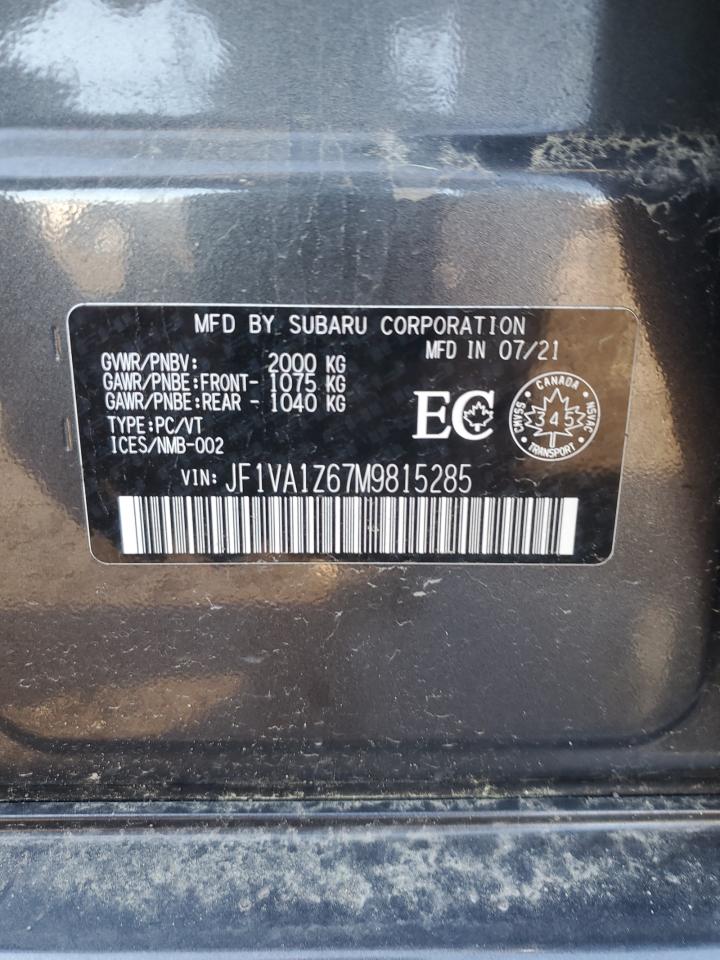 MFD BY SUBARU CORPORATION
MFD IN 07/21
GVWR/PNBV: 2000 KG
GAWR/PNBE:FRONT- 1075 KG
GAWR/PNBE:REAR - 1040 KG
TYPE:PC/VT
ICES/NMB-002
EC
CANADA
CMVSS
345
NSVAC
TRANSPORT
VIN: JF1VA1Z67M9815285